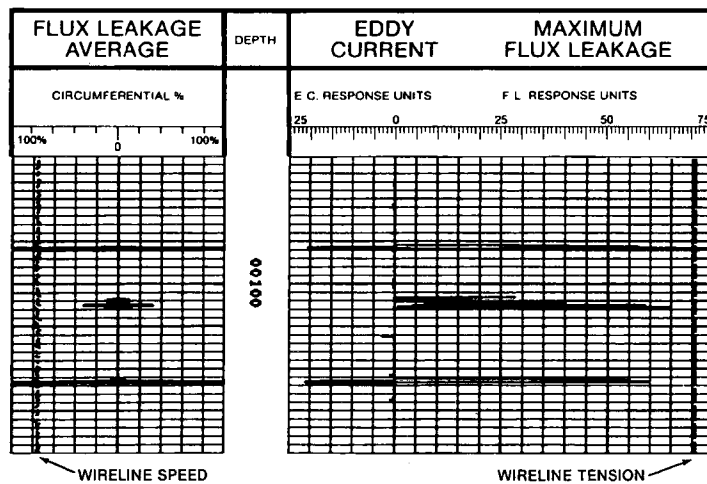 FLUX LEAKAGE
AVERAGE
DEPTH
EDDY
CURRENT
MAXIMUM
FLUX LEAKAGE
CIRCUMFERENTIAL %
E C. RESPONSE UNITS
F L RESPONSE UNITS
100% 0 100%
25 0 25 50 75
00100
WIRELINE SPEED
WIRELINE TENSION